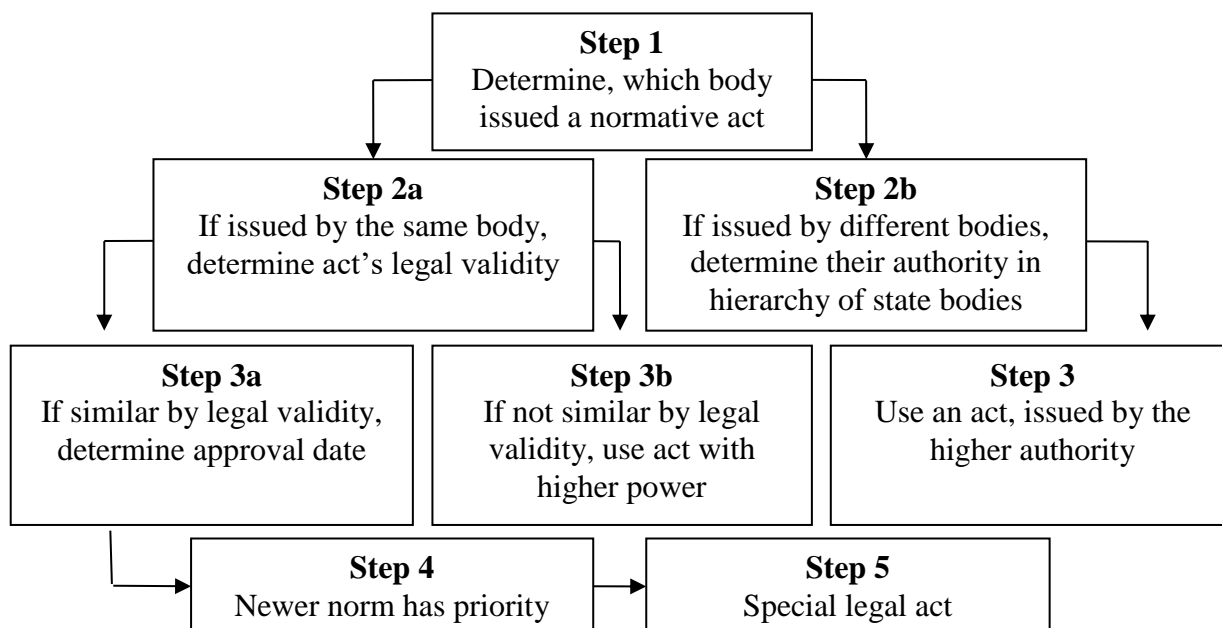 Step 1
Determine, which body
issued a normative act
Step 2a
If issued by the same body,
determine act’s legal validity
Step 2b
If issued by different bodies,
determine their authority in
hierarchy of state bodies
Step 3a
If similar by legal validity,
determine approval date
Step 3b
If not similar by legal
validity, use act with
higher power
Step 3
Use an act, issued by the
higher authority
Step 4
Newer norm has priority
Step 5
Special legal act